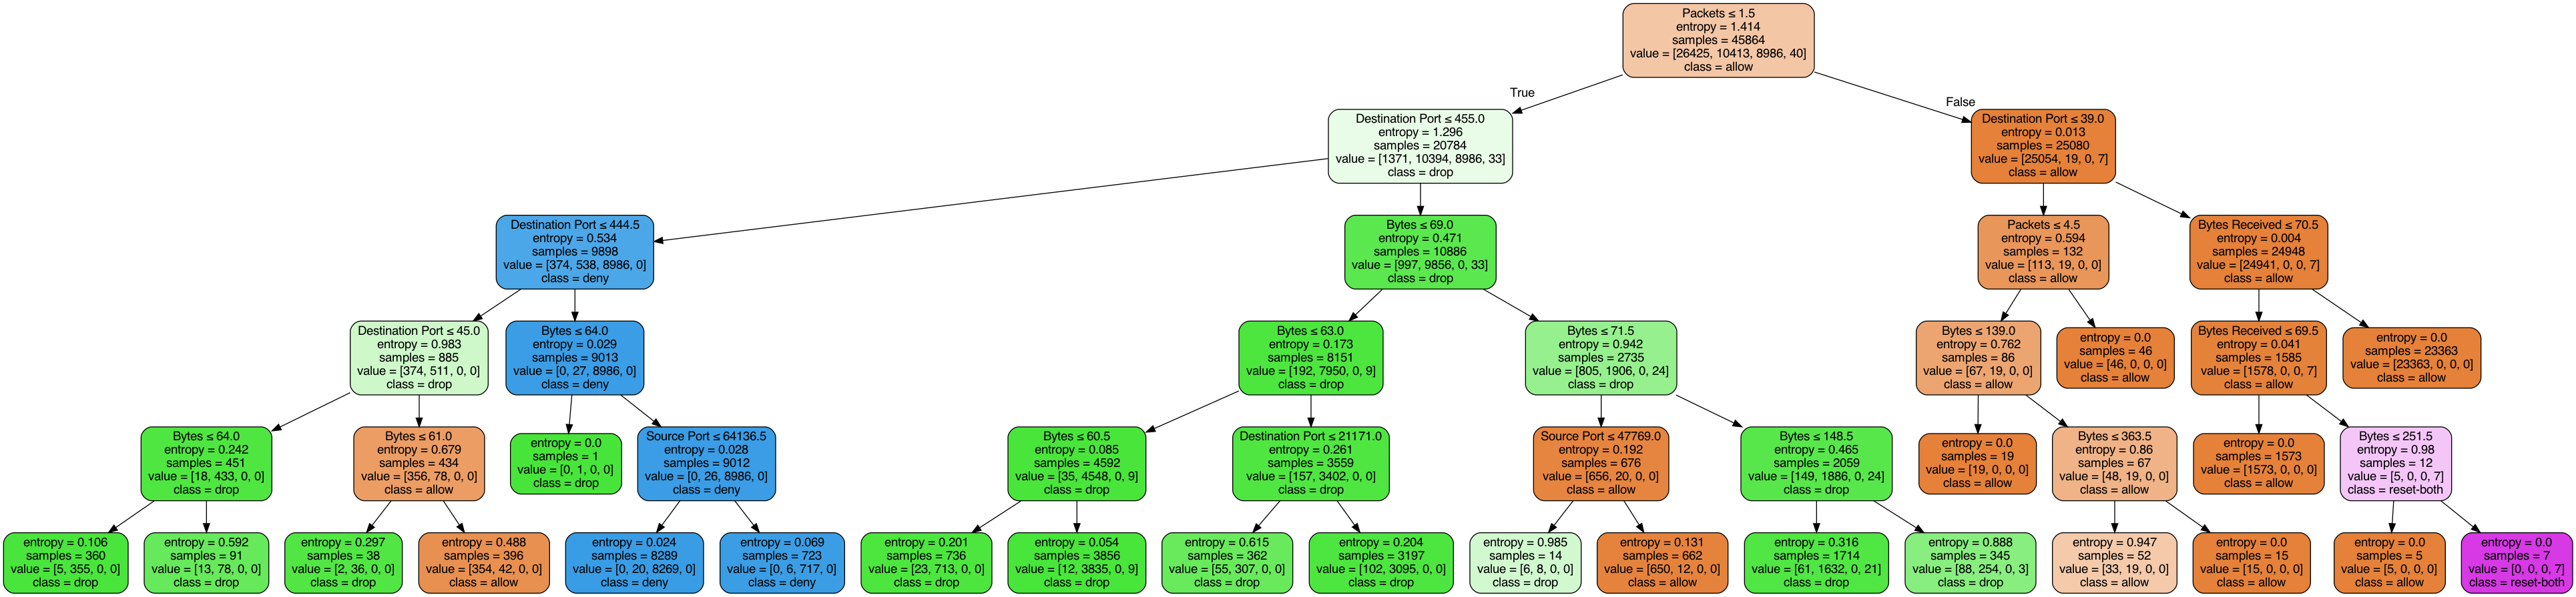 Packets ≤ 1.5
entropy = 1.414
samples = 45864
value = [26425, 10413, 8986, 40]
class = allow
True
False
Destination Port ≤ 455.0
entropy = 1.296
samples = 20784
value = [1371, 10394, 8986, 33]
class = drop
Destination Port ≤ 39.0
entropy = 0.013
samples = 25080
value = [25054, 19, 0, 7]
class = allow
Destination Port ≤ 444.5
entropy = 0.534
samples = 9898
value = [374, 538, 8986, 0]
class = deny
Bytes ≤ 69.0
entropy = 0.471
samples = 10886
value = [997, 9856, 0, 33]
class = drop
Packets ≤ 4.5
entropy = 0.594
samples = 132
value = [113, 19, 0, 0]
class = allow
Bytes Received ≤ 70.5
entropy = 0.004
samples = 24948
value = [24941, 0, 0, 7]
class = allow
Destination Port ≤ 45.0
entropy = 0.983
samples = 885
value = [374, 511, 0, 0]
class = drop
Bytes ≤ 64.0
entropy = 0.029
samples = 9013
value = [0, 27, 8986, 0]
class = deny
Bytes ≤ 63.0
entropy = 0.173
samples = 8151
value = [192, 7950, 0, 9]
class = drop
Bytes ≤ 71.5
entropy = 0.942
samples = 2735
value = [805, 1906, 0, 24]
class = drop
Bytes ≤ 139.0
entropy = 0.762
samples = 86
value = [67, 19, 0, 0]
class = allow
entropy = 0.0
samples = 46
value = [46, 0, 0, 0]
class = allow
Bytes Received ≤ 69.5
entropy = 0.041
samples = 1585
value = [1578, 0, 0, 7]
class = allow
entropy = 0.0
samples = 23363
value = [23363, 0, 0, 0]
class = allow
Bytes ≤ 64.0
entropy = 0.242
samples = 451
value = [18, 433, 0, 0]
class = drop
Bytes ≤ 61.0
entropy = 0.679
samples = 434
value = [356, 78, 0, 0]
class = allow
entropy = 0.0
samples = 1
value = [0, 1, 0, 0]
class = drop
Source Port ≤ 64136.5
entropy = 0.028
samples = 9012
value = [0, 26, 8986, 0]
class = deny
Bytes ≤ 60.5
entropy = 0.085
samples = 4592
value = [35, 4548, 0, 9]
class = drop
Destination Port ≤ 21171.0
entropy = 0.261
samples = 3559
value = [157, 3402, 0, 0]
class = drop
Source Port ≤ 47769.0
entropy = 0.192
samples = 676
value = [656, 20, 0, 0]
class = allow
Bytes ≤ 148.5
entropy = 0.465
samples = 2059
value = [149, 1886, 0, 24]
class = drop
entropy = 0.0
samples = 19
value = [19, 0, 0, 0]
class = allow
Bytes ≤ 363.5
entropy = 0.86
samples = 67
value = [48, 19, 0, 0]
class = allow
entropy = 0.0
samples = 1573
value = [1573, 0, 0, 0]
class = allow
Bytes ≤ 251.5
entropy = 0.98
samples = 12
value = [5, 0, 0, 7]
class = reset-both
entropy = 0.106
samples = 360
value = [5, 355, 0, 0]
class = drop
entropy = 0.592
samples = 91
value = [13, 78, 0, 0]
class = drop
entropy = 0.297
samples = 38
value = [2, 36, 0, 0]
class = drop
entropy = 0.488
samples = 396
value = [354, 42, 0, 0]
class = allow
entropy = 0.024
samples = 8289
value = [0, 20, 8269, 0]
class = deny
entropy = 0.069
samples = 723
value = [0, 6, 717, 0]
class = deny
entropy = 0.201
samples = 736
value = [23, 713, 0, 0]
class = drop
entropy = 0.054
samples = 3856
value = [12, 3835, 0, 9]
class = drop
entropy = 0.615
samples = 362
value = [55, 307, 0, 0]
class = drop
entropy = 0.204
samples = 3197
value = [102, 3095, 0, 0]
class = drop
entropy = 0.985
samples = 14
value = [6, 8, 0, 0]
class = drop
entropy = 0.131
samples = 662
value = [650, 12, 0, 0]
class = allow
entropy = 0.316
samples = 1714
value = [61, 1632, 0, 21]
class = drop
entropy = 0.888
samples = 345
value = [88, 254, 0, 3]
class = drop
entropy = 0.947
samples = 52
value = [33, 19, 0, 0]
class = allow
entropy = 0.0
samples = 15
value = [15, 0, 0, 0]
class = allow
entropy = 0.0
samples = 5
value = [5, 0, 0, 0]
class = allow
entropy = 0.0
samples = 7
value = [0, 0, 0, 7]
class = reset-both